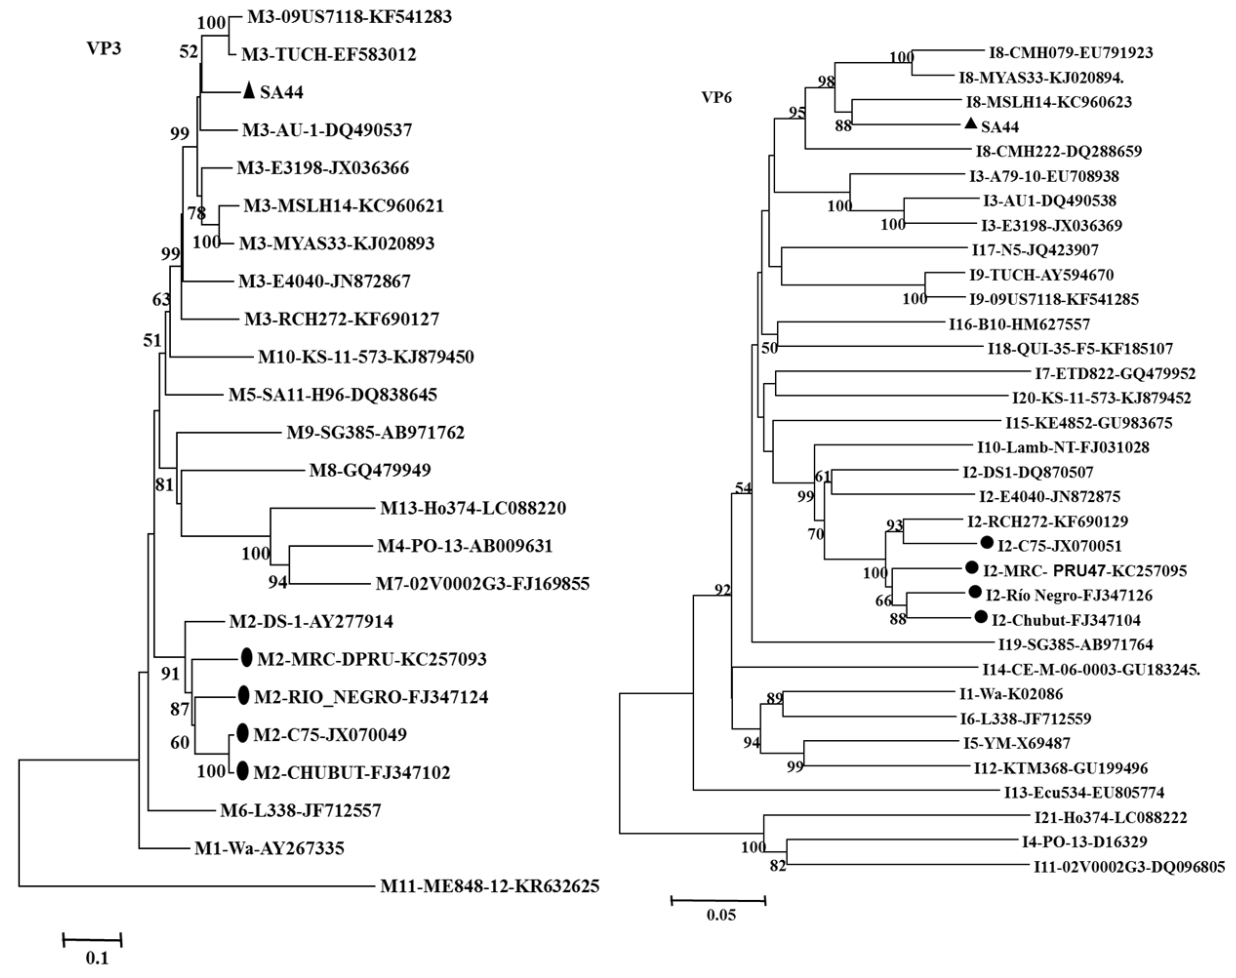 VP3
100
M3-09US7118-KF541283
52
M3-TUCH-EF583012
SA44
99
M3-AU-1-DQ490537
M3-E3198-JX036366
78
M3-MSLH14-KC960621
100
M3-MYAS33-KJ020893
99
M3-E4040-JN872867
63
M3-RCH272-KF690127
51
M10-KS-11-573-KJ879450
M5-SA11-H96-DQ838645
M9-SG385-AB971762
81
M8-GQ479949
M13-Ho374-LC088220
100
M4-PO-13-AB009631
94
M7-02V0002G3-FJ169855
M2-DS-1-AY277914
91
M2-MRC-DPRU-KC257093
87
M2-RIO_NEGRO-FJ347124
60
M2-C75-JX070049
100
M2-CHUBUT-FJ347102
M6-L338-JF712557
M1-Wa-AY267335
M11-ME848-12-KR632625
0.1
VP6
100
I8-CMH079-EU791923
98
I8-MYAS33-KJ020894.
95
I8-MSLH14-KC960623
88
SA44
I8-CMH222-DQ288659
I3-A79-10-EU708938
100
I3-AU1-DQ490538
100
I3-E3198-JX036369
I17-N5-JQ423907
I9-TUCH-AY594670
100
I9-09US7118-KF541285
I16-B10-HM627557
50
I18-QUI-35-F5-KF185107
I7-ETD822-GQ479952
I20-KS-11-573-KJ879452
I15-KE4852-GU983675
I10-Lamb-NT-FJ031028
61
I2-DS1-DQ870507
54
99
I2-E4040-JN872875
70
93
I2-RCH272-KF690129
I2-C75-JX070051
100
I2-MRC- PRU47-KC257095
92
66
I2-Río Negro-FJ347126
88
I2-Chubut-FJ347104
I19-SG385-AB971764
I14-CE-M-06-0003-GU183245.
89
I1-Wa-K02086
I6-L338-JF712559
94
I5-YM-X69487
99
I12-KTM368-GU199496
I13-Ecu534-EU805774
I21-Ho374-LC088222
100
I4-PO-13-D16329
82
I11-02V0002G3-DQ096805
0.05